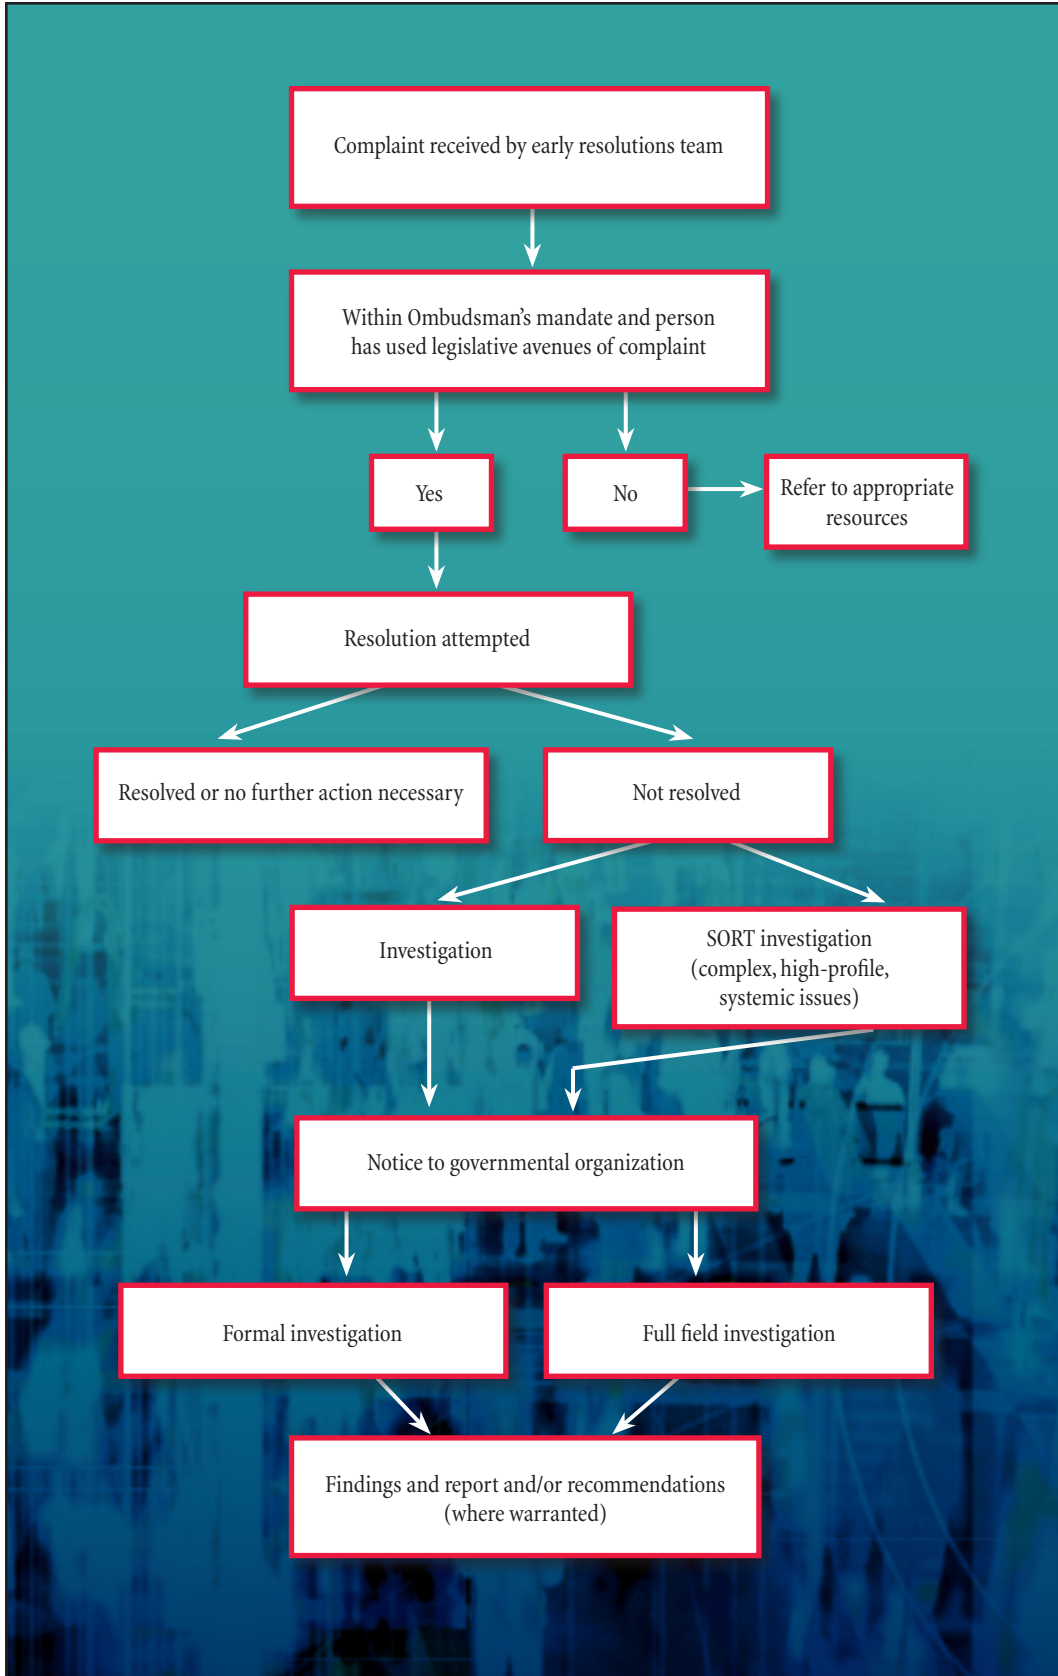 Complaint received by early resolutions team
Within Ombudsman’s mandate and person
has used legislative avenues of complaint
Yes
No
Refer to appropriate
resources
Resolution attempted
Resolved or no further action necessary
Not resolved
Investigation
SORT investigation
(complex, high-profile,
systemic issues)
Notice to governmental organization
Formal investigation
Full field investigation
Findings and report and/or recommendations
(where warranted)